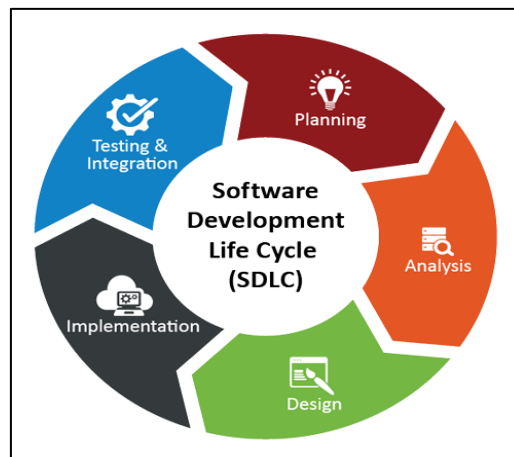 Software
Development
Life Cycle
(SDLC)
Planning
Analysis
Design
Implementation
Testing &
Integration